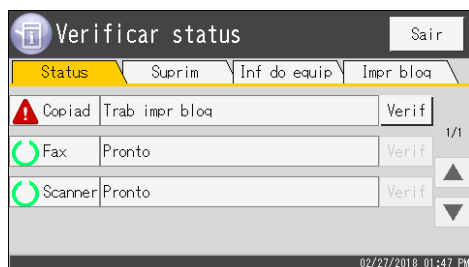 Verificar status
Sair
Status Suprim Inf do equip Impr bloq
Copiad Trab impr bloq Verif
1/1
Fax Pronto Verif
Scanner Pronto Verif
02/27/2018 01:47 PM